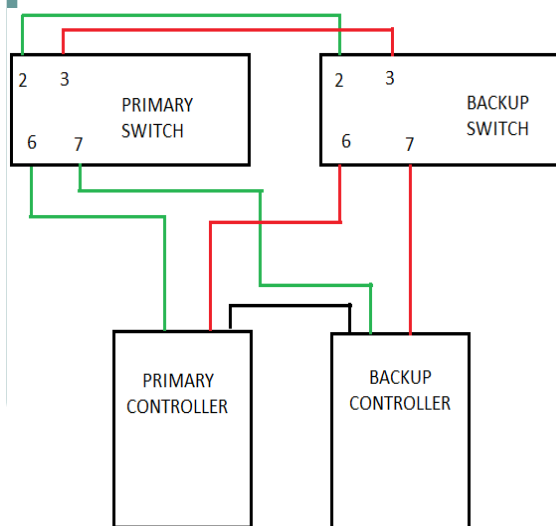 2 3
PRIMARY
SWITCH
6 7
2 3
BACKUP
SWITCH
6 7
PRIMARY
CONTROLLER
BACKUP
CONTROLLER